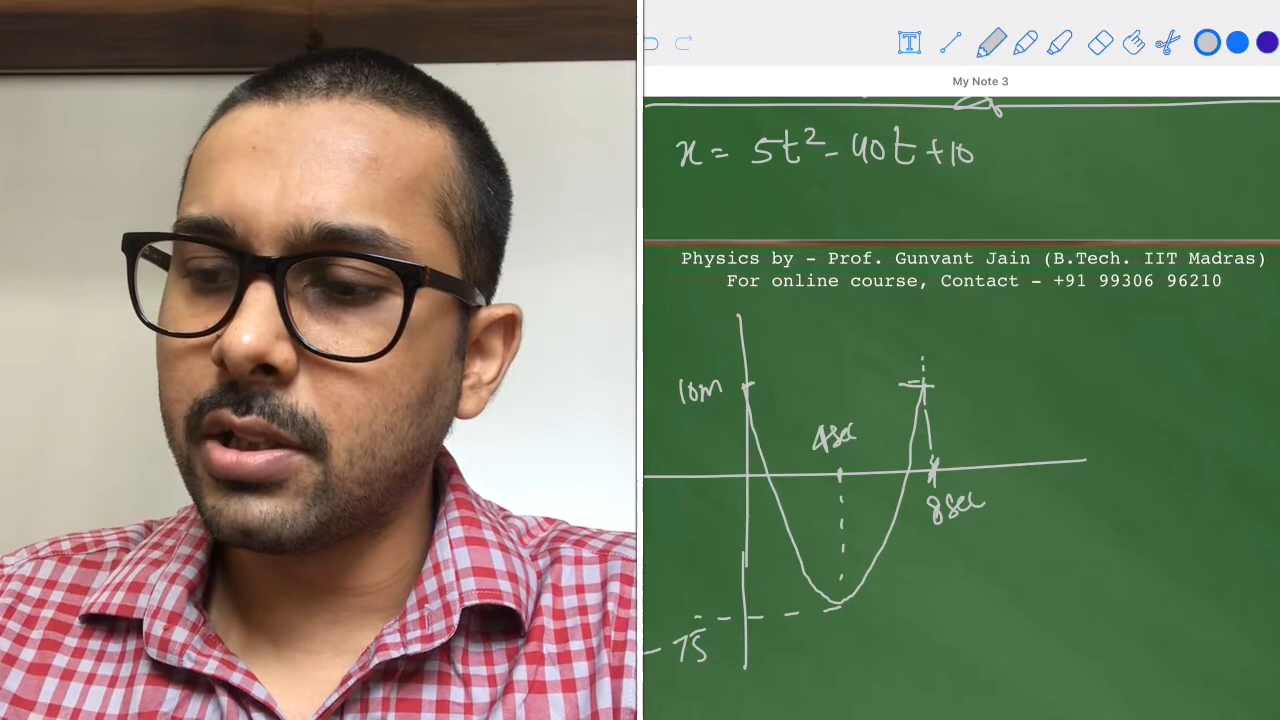 My Note 3
x = 5t² - 40t + 10
Physics by - Prof. Gunvant Jain (B.Tech. IIT Madras)
For online course, Contact - +91 99306 96210
10m
4sec
8sec
- 75